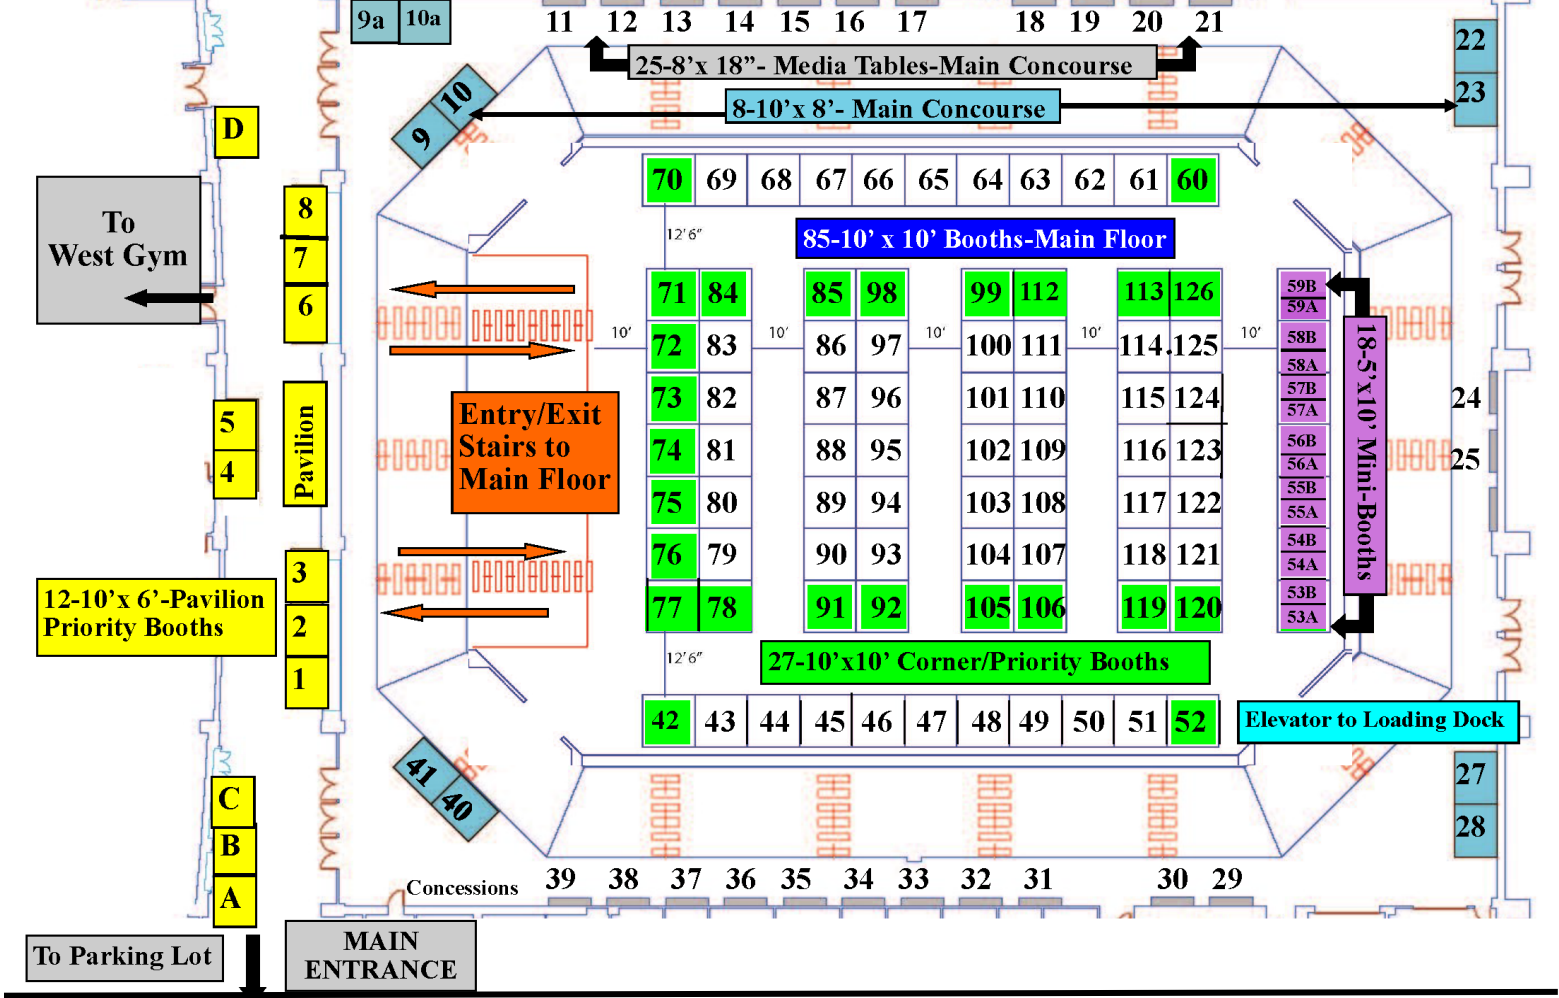 9a 10a
11 12 13 14 15 16 17 18 19 20 21
22
23
25-8'x 18”- Media Tables-Main Concourse
8-10'x 8'- Main Concourse
10
9
D
To
West Gym
8
7
6
70 69 68 67 66 65 64 63 62 61 60
12'6”
85-10' x 10' Booths-Main Floor
71 84 85 98 99 112 113 126
72 83 86 97 100 111 114 125
10' 10' 10' 10' 10'
73 82 87 96 101 110 115 124
74 81 88 95 102 109 116 123
75 80 89 94 103 108 117 122
76 79 90 93 104 107 118 121
77 78 91 92 105 106 119 120
59B
59A
58B
58A
57B
57A
56B
56A
55B
55A
54B
54A
53B
53A
18-5'x10' Mini-Booths
24
25
Entry/Exit
Stairs to
Main Floor
5
4
Pavilion
3
2
1
12-10'x 6'-Pavilion
Priority Booths
12'6”
27-10'x10' Corner/Priority Booths
42 43 44 45 46 47 48 49 50 51 52
Elevator to Loading Dock
41
40
27
28
C
B
A
Concessions
39 38 37 36 35 34 33 32 31 30 29
To Parking Lot
MAIN
ENTRANCE